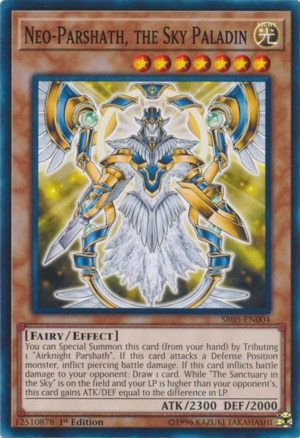 NEO-PARSHATH, THE SKY PALADIN
光
SR05-EN004
[FAIRY/EFFECT]
You can Special Summon this card (from your hand) by Tributing
1 "Airknight Parshath". If this card attacks a Defense Position
monster, inflict piercing battle damage. If this card inflicts battle
damage to your opponent: Draw 1 card. While "The Sanctuary in
the Sky" is on the field and your LP is higher than your opponent's,
this card gains ATK/DEF equal to the difference in LP.
ATK/2300 DEF/2000
12510878 1st Edition ©1996 KAZUKI TAKAHASHI